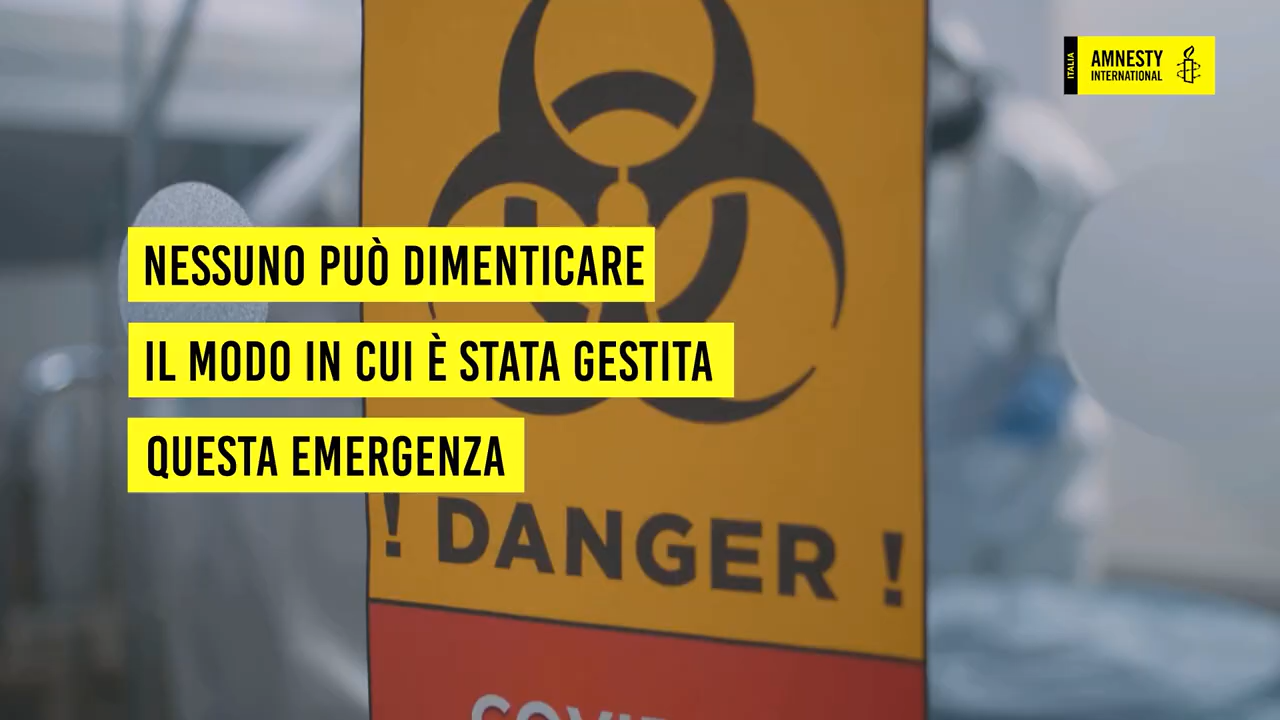 ITALIA
AMNESTY
INTERNATIONAL
NESSUNO PUÒ DIMENTICARE
IL MODO IN CUI È STATA GESTITA
QUESTA EMERGENZA
! DANGER !